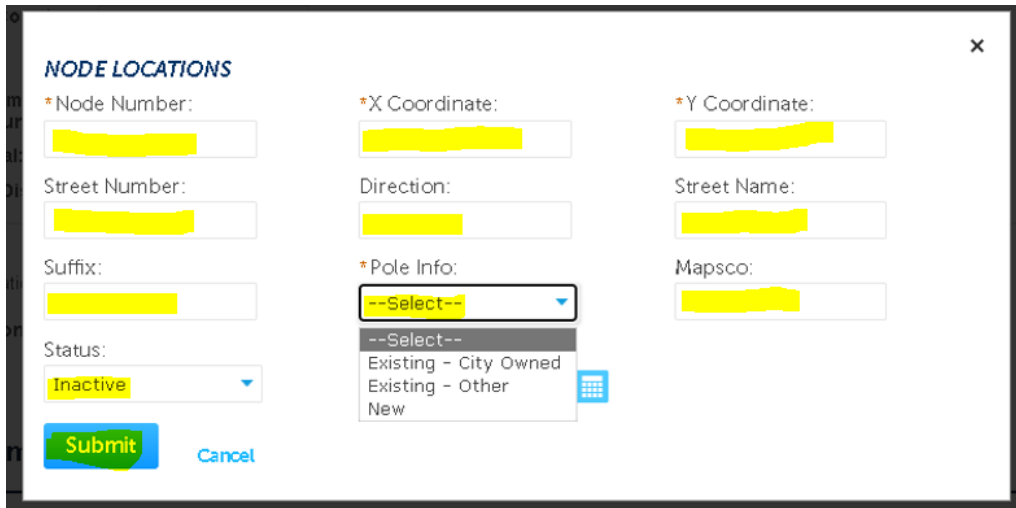 NODE LOCATIONS
*Node Number: *X Coordinate: *Y Coordinate:
Street Number: Direction: Street Name:
Suffix: *Pole Info: Mapsco:
--Select--
--Select--
Status:
Existing - City Owned
Inactive
Existing - Other
New
Submit
Cancel